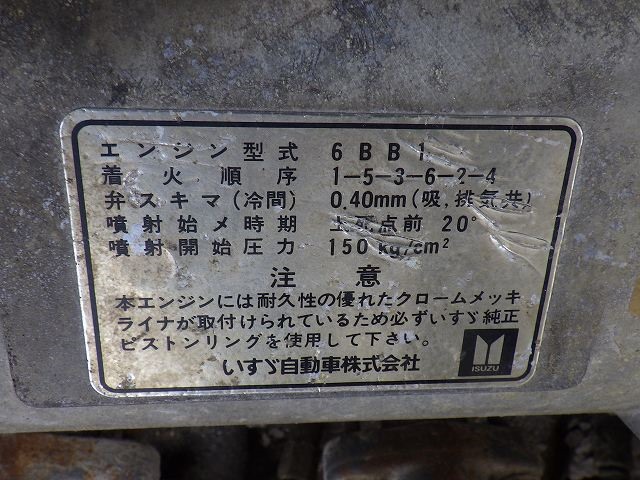 エンジン型式 6BB1
着火順序 1-5-3-6-2-4
弁スキマ(冷間) 0.40mm(吸,排気共)
噴射始メ時期 上死点前 20°
噴射開始圧力 150kg/cm²
注意
本エンジンには耐久性の優れたクロームメッキ
ライナが取付けられているため必ずいすゞ純正
ピストンリングを使用して下さい。
いすゞ自動車株式会社
ISUZU